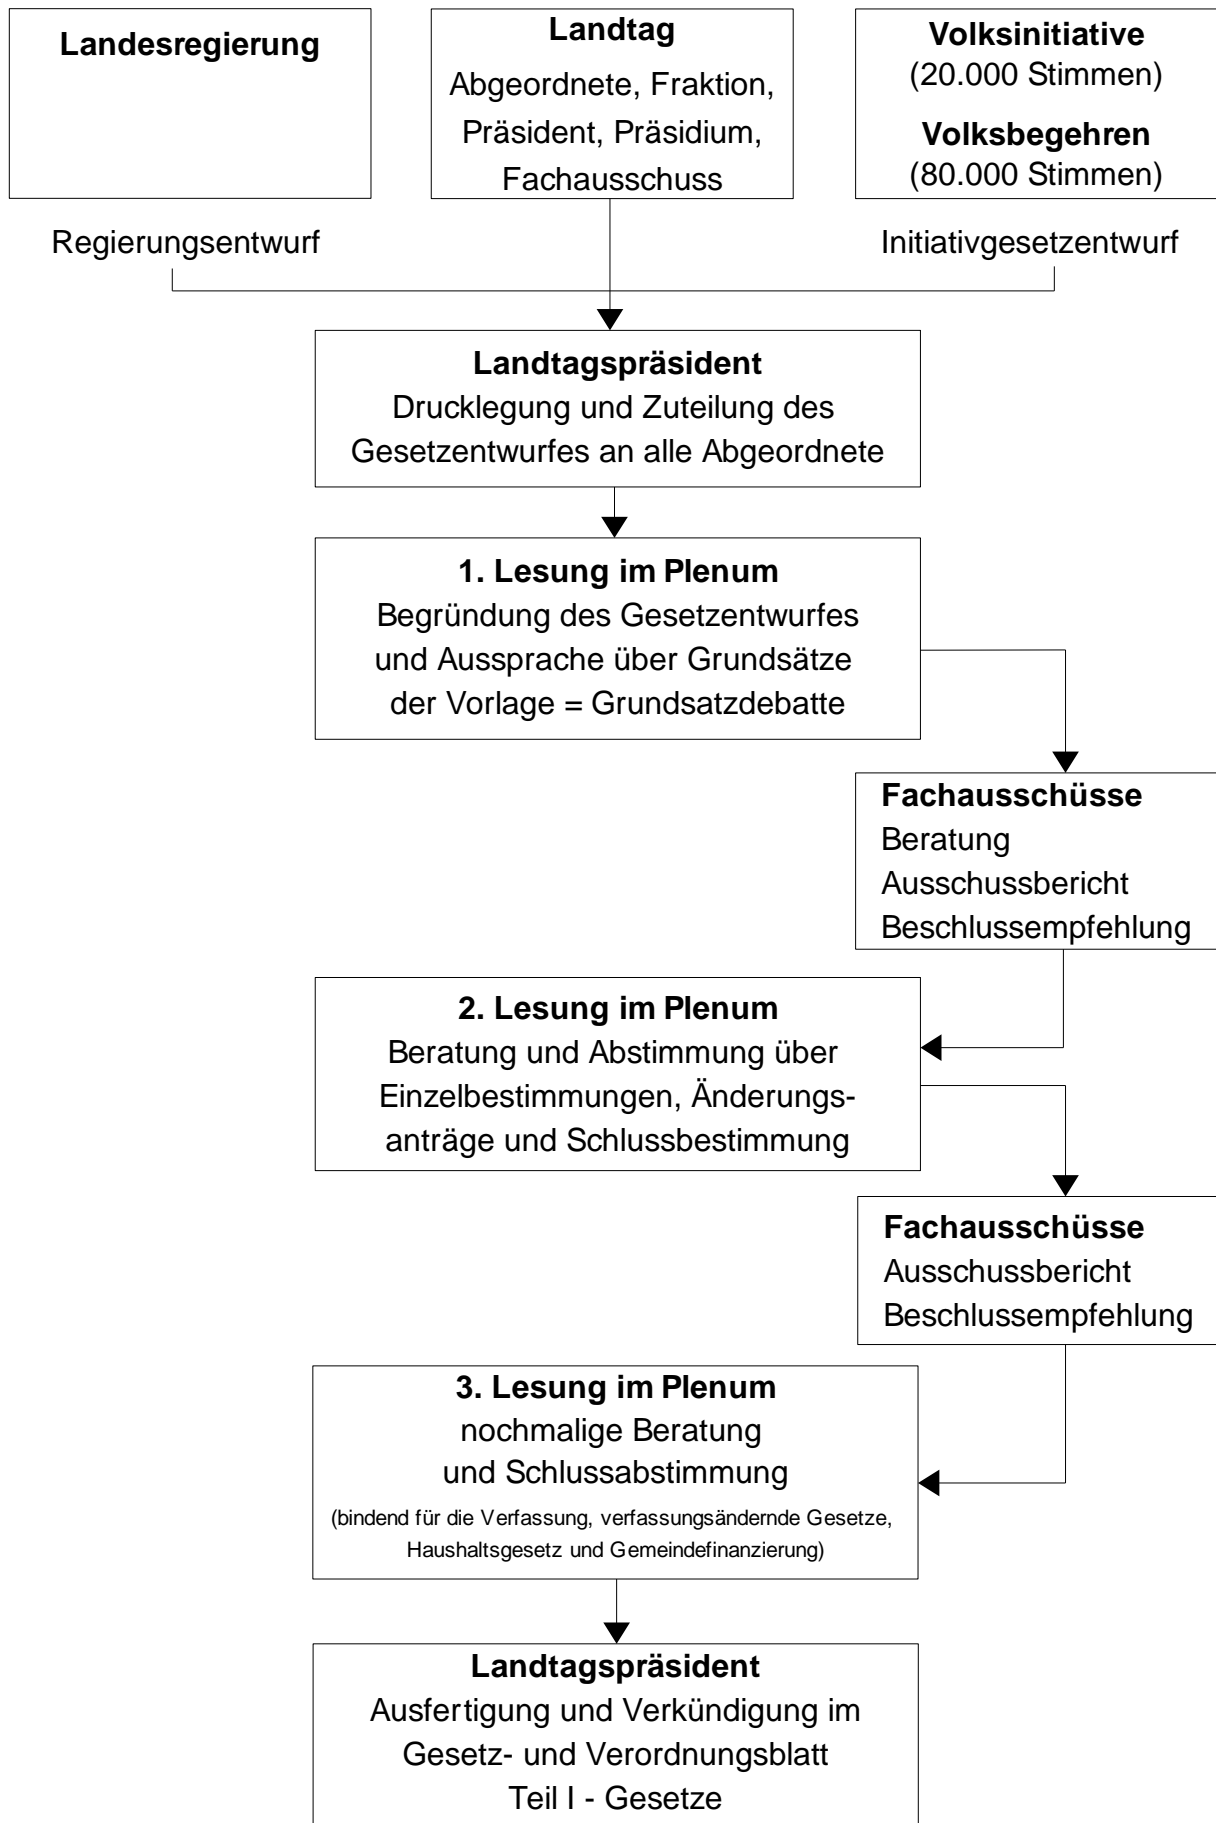 Landesregierung
Landtag
Abgeordnete, Fraktion,
Präsident, Präsidium,
Fachausschuss
Volksinitiative
(20.000 Stimmen)
Volksbegehren
(80.000 Stimmen)
Regierungsentwurf
Initiativgesetzentwurf
Landtagspräsident
Drucklegung und Zuteilung des
Gesetzentwurfes an alle Abgeordnete
1. Lesung im Plenum
Begründung des Gesetzentwurfes
und Aussprache über Grundsätze
der Vorlage = Grundsatzdebatte
Fachausschüsse
Beratung
Ausschussbericht
Beschlussempfehlung
2. Lesung im Plenum
Beratung und Abstimmung über
Einzelbestimmungen, Änderungs-
anträge und Schlussbestimmung
Fachausschüsse
Ausschussbericht
Beschlussempfehlung
3. Lesung im Plenum
nochmalige Beratung
und Schlussabstimmung
(bindend für die Verfassung, verfassungsändernde Gesetze,
Haushaltsgesetz und Gemeindefinanzierung)
Landtagspräsident
Ausfertigung und Verkündigung im
Gesetz- und Verordnungsblatt
Teil I - Gesetze